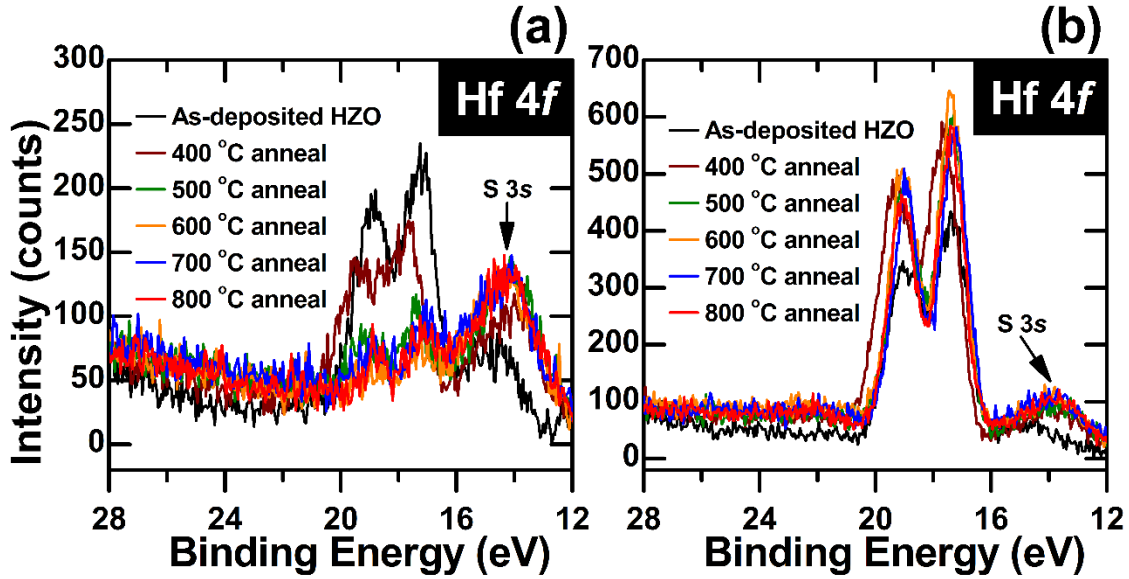 (a)
300
250
200
150
100
50
0
Intensity (counts)
Hf 4f
As-deposited HZO
400 °C anneal
500 °C anneal
600 °C anneal
700 °C anneal
800 °C anneal
S 3s
28 24 20 16 12
Binding Energy (eV)
(b)
700
600
500
400
300
200
100
0
Hf 4f
As-deposited HZO
400 °C anneal
500 °C anneal
600 °C anneal
700 °C anneal
800 °C anneal
S 3s
28 24 20 16 12
Binding Energy (eV)